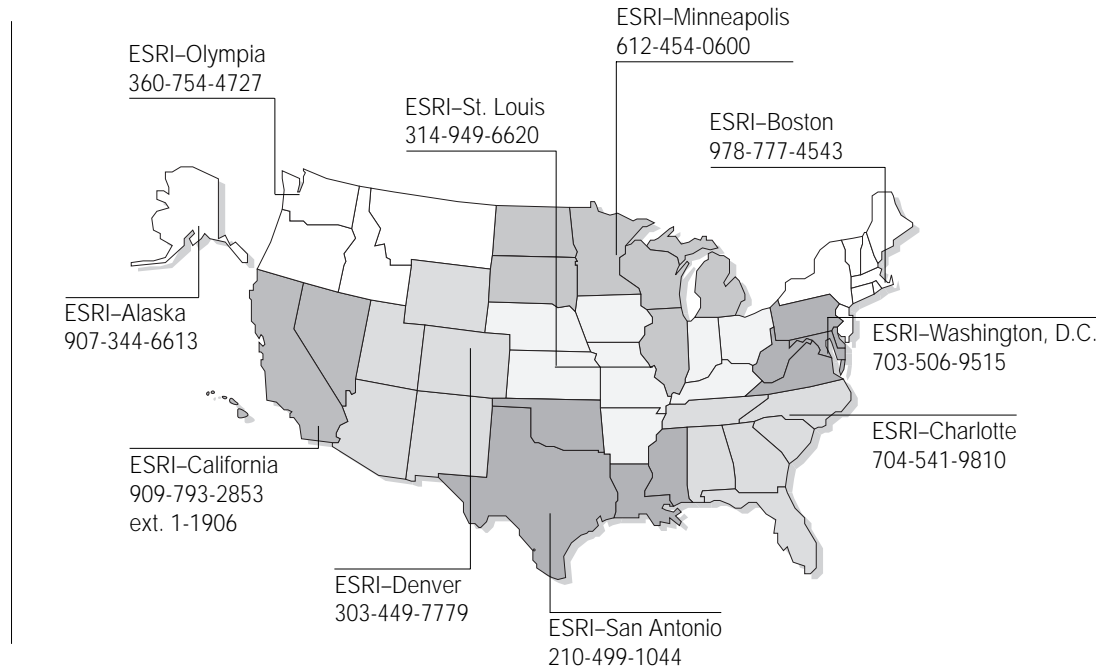 ESRI–Minneapolis
612-454-0600
ESRI–Olympia
360-754-4727
ESRI–St. Louis
314-949-6620
ESRI–Boston
978-777-4543
ESRI–Alaska
907-344-6613
ESRI–Washington, D.C.
703-506-9515
ESRI–Charlotte
704-541-9810
ESRI–California
909-793-2853
ext. 1-1906
ESRI–Denver
303-449-7779
ESRI–San Antonio
210-499-1044